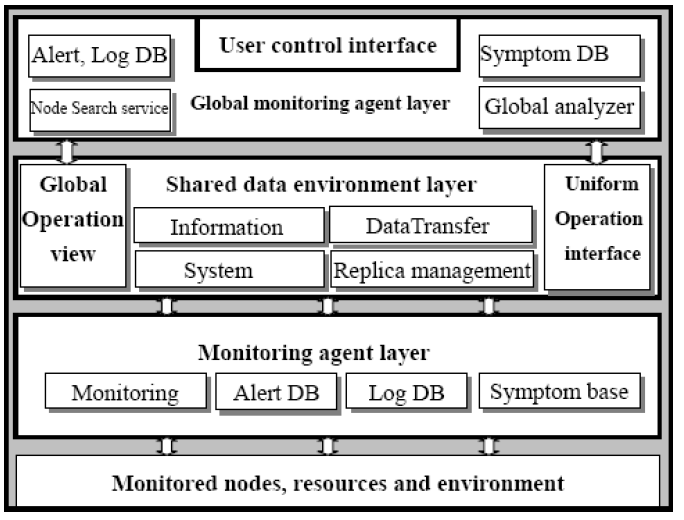 User control interface
Alert, Log DB
Symptom DB
Node Search service
Global monitoring agent layer
Global analyzer
Global
Operation
view
Shared data environment layer
Information
DataTransfer
System
Replica management
Uniform
Operation
interface
Monitoring agent layer
Monitoring
Alert DB
Log DB
Symptom base
Monitored nodes, resources and environment